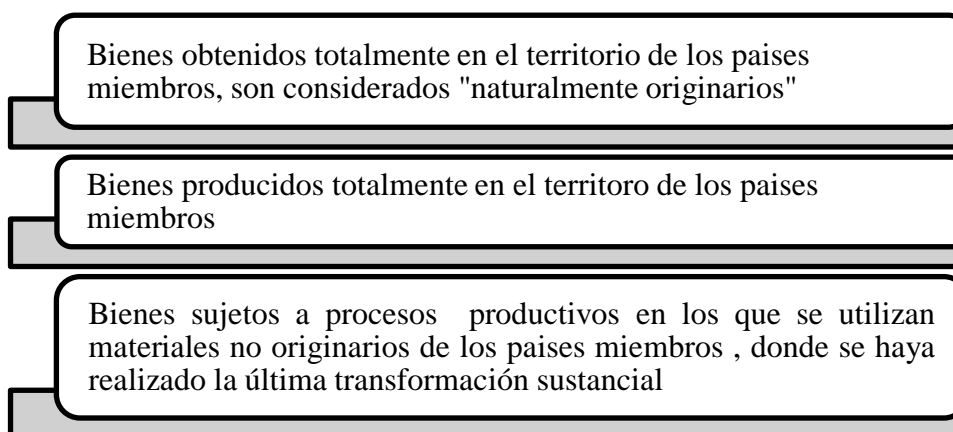 Bienes obtenidos totalmente en el territorio de los paises
miembros, son considados "naturalmente originarios"
Bienes producidos totalmente en el territoro de los paises
miembros
Bienes sujetos a procesos productivos en los que se utilizan
materiales no originarios de los paises miembros , donde se haya
realizado la última transformación sustancial